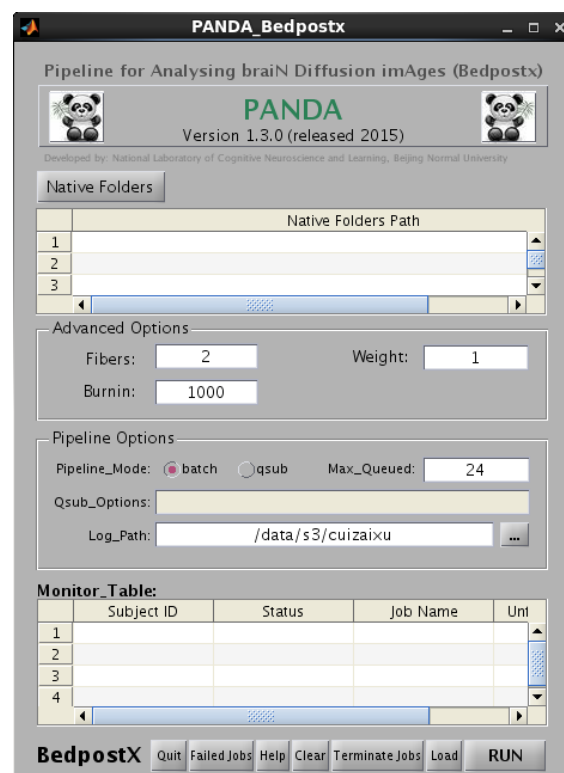 PANDA_Bedpostx
Pipeline for Analysing braiN Diffusion imAges (Bedpostx)
PANDA
Version 1.3.0 (released 2015)
Developed by: National Laboratory of Cognitive Neuroscience and Learning, Beijing Normal University
Native Folders
Native Folders Path
1
2
3
Advanced Options
Fibers: 2 Weight: 1
Burnin: 1000
Pipeline Options
Pipeline_Mode: batch qsub Max_Queued: 24
Qsub_Options:
Log_Path: /data/s3/cuizaixu ...
Monitor_Table:
Subject ID Status Job Name
1
2
3
4
BedpostX Quit Failed Jobs Help Clear Terminate Jobs Load RUN